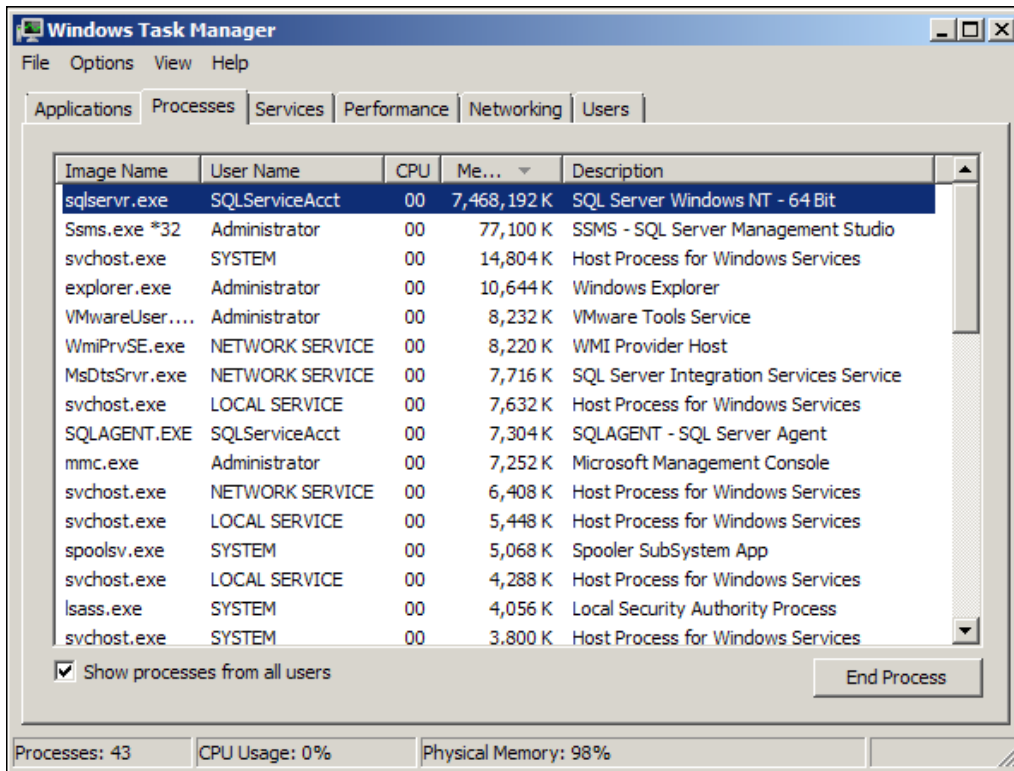 Windows Task Manager
File Options View Help
Applications Processes Services Performance Networking Users
Image Name User Name CPU Me... Description
sqlservr.exe SQLServiceAcct 00 7,468,192 K SQL Server Windows NT - 64 Bit
Ssms.exe *32 Administrator 00 77,100 K SSMS - SQL Server Management Studio
svchost.exe SYSTEM 00 14,804 K Host Process for Windows Services
explorer.exe Administrator 00 10,644 K Windows Explorer
VMwareUser.... Administrator 00 8,232 K VMware Tools Service
WmiPrvSE.exe NETWORK SERVICE 00 8,220 K WMI Provider Host
MsDtsSrvr.exe NETWORK SERVICE 00 7,716 K SQL Server Integration Services Service
svchost.exe LOCAL SERVICE 00 7,632 K Host Process for Windows Services
SQLAGENT.EXE SQLServiceAcct 00 7,304 K SQLAGENT - SQL Server Agent
mmc.exe Administrator 00 7,252 K Microsoft Management Console
svchost.exe NETWORK SERVICE 00 6,408 K Host Process for Windows Services
svchost.exe LOCAL SERVICE 00 5,448 K Host Process for Windows Services
spoolsv.exe SYSTEM 00 5,068 K Spooler SubSystem App
svchost.exe LOCAL SERVICE 00 4,288 K Host Process for Windows Services
lsass.exe SYSTEM 00 4,056 K Local Security Authority Process
svchost.exe SYSTEM 00 3,800 K Host Process for Windows Services
Show processes from all users
End Process
Processes: 43 CPU Usage: 0% Physical Memory: 98%